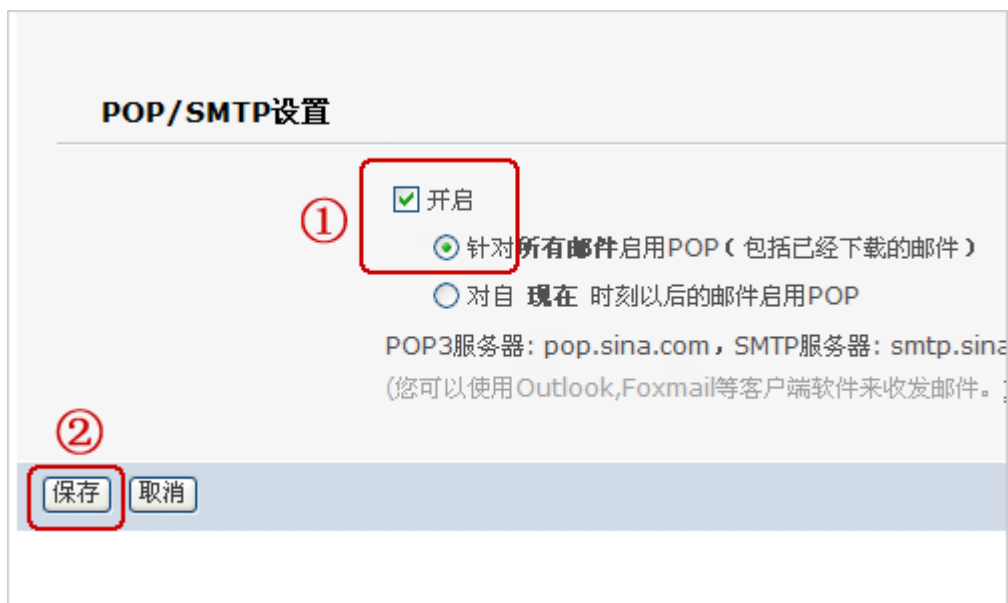 POP/SMTP设置
① 开启
针对所有邮件启用POP（包括已经下载的邮件）
对自 现在 时刻以后的邮件启用POP
POP3服务器: pop.sina.com，SMTP服务器: smtp.sina
(您可以使用Outlook,Foxmail等客户端软件来收发邮件。
②
保存 取消